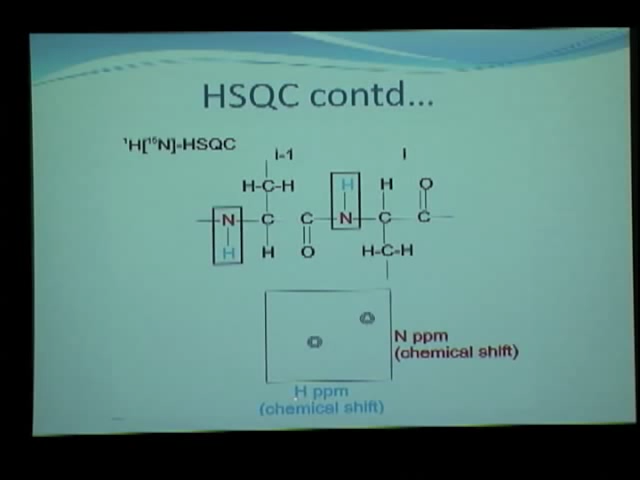 HSQC contd...
¹H[¹⁵N]-HSQC
I-1 I
H-C-H H H O
N C C N C C
H H O H-C-H
N ppm
(chemical shift)
H ppm
(chemical shift)